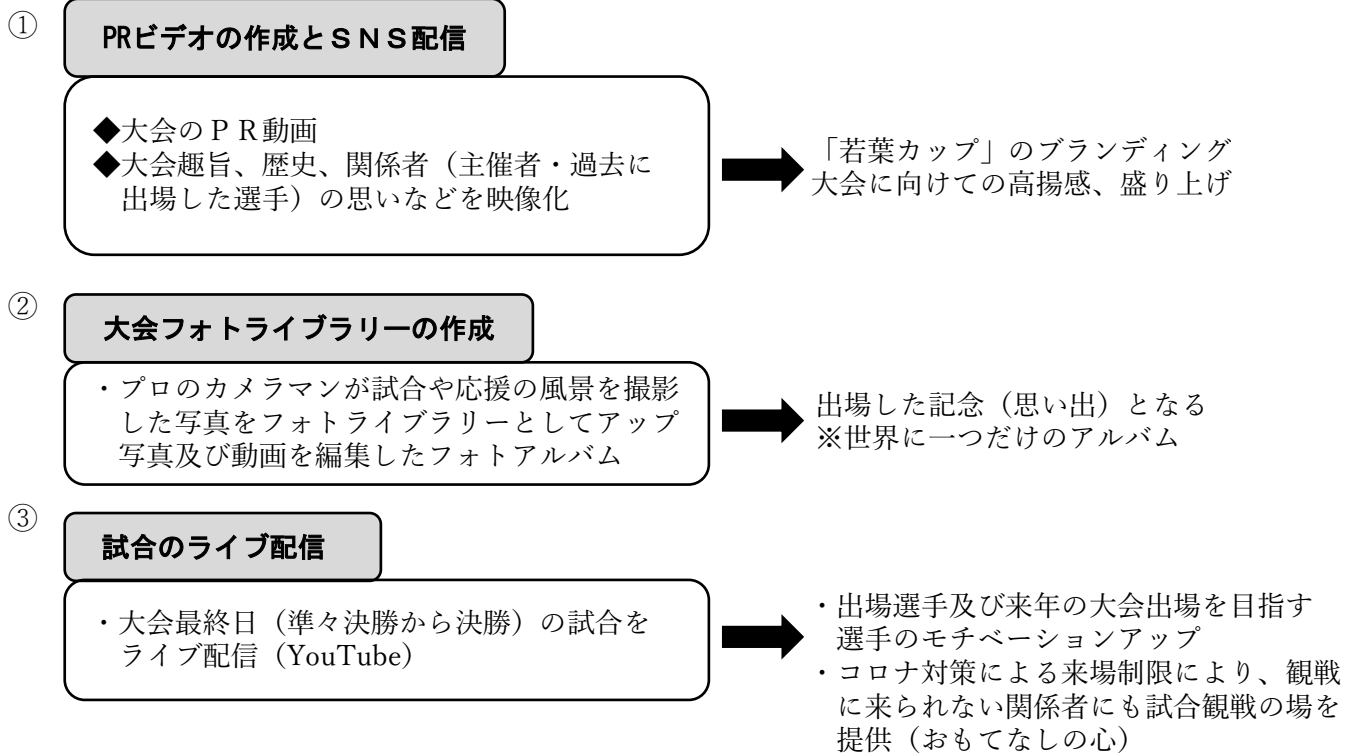 ①
PRビデオの作成とＳＮＳ配信
◆大会のＰＲ動画
◆大会趣旨、歴史、関係者（主催者・過去に
出場した選手）の思いなどを映像化
「若葉カップ」のブランディング
大会に向けての高揚感、盛り上げ
②
大会フォトライブラリーの作成
・プロのカメラマンが試合や応援の風景を撮影
した写真をフォトライブラリーとしてアップ
写真及び動画を編集したフォトアルバム
出場した記念（思い出）となる
※世界に一つだけのアルバム
③
試合のライブ配信
・大会最終日（準々決勝から決勝）の試合を
ライブ配信（YouTube）
・出場選手及び来年の大会出場を目指す
選手のモチベーションアップ
・コロナ対策による来場制限により、観戦
に来られない関係者にも試合観戦の場を
提供（おもてなしの心）